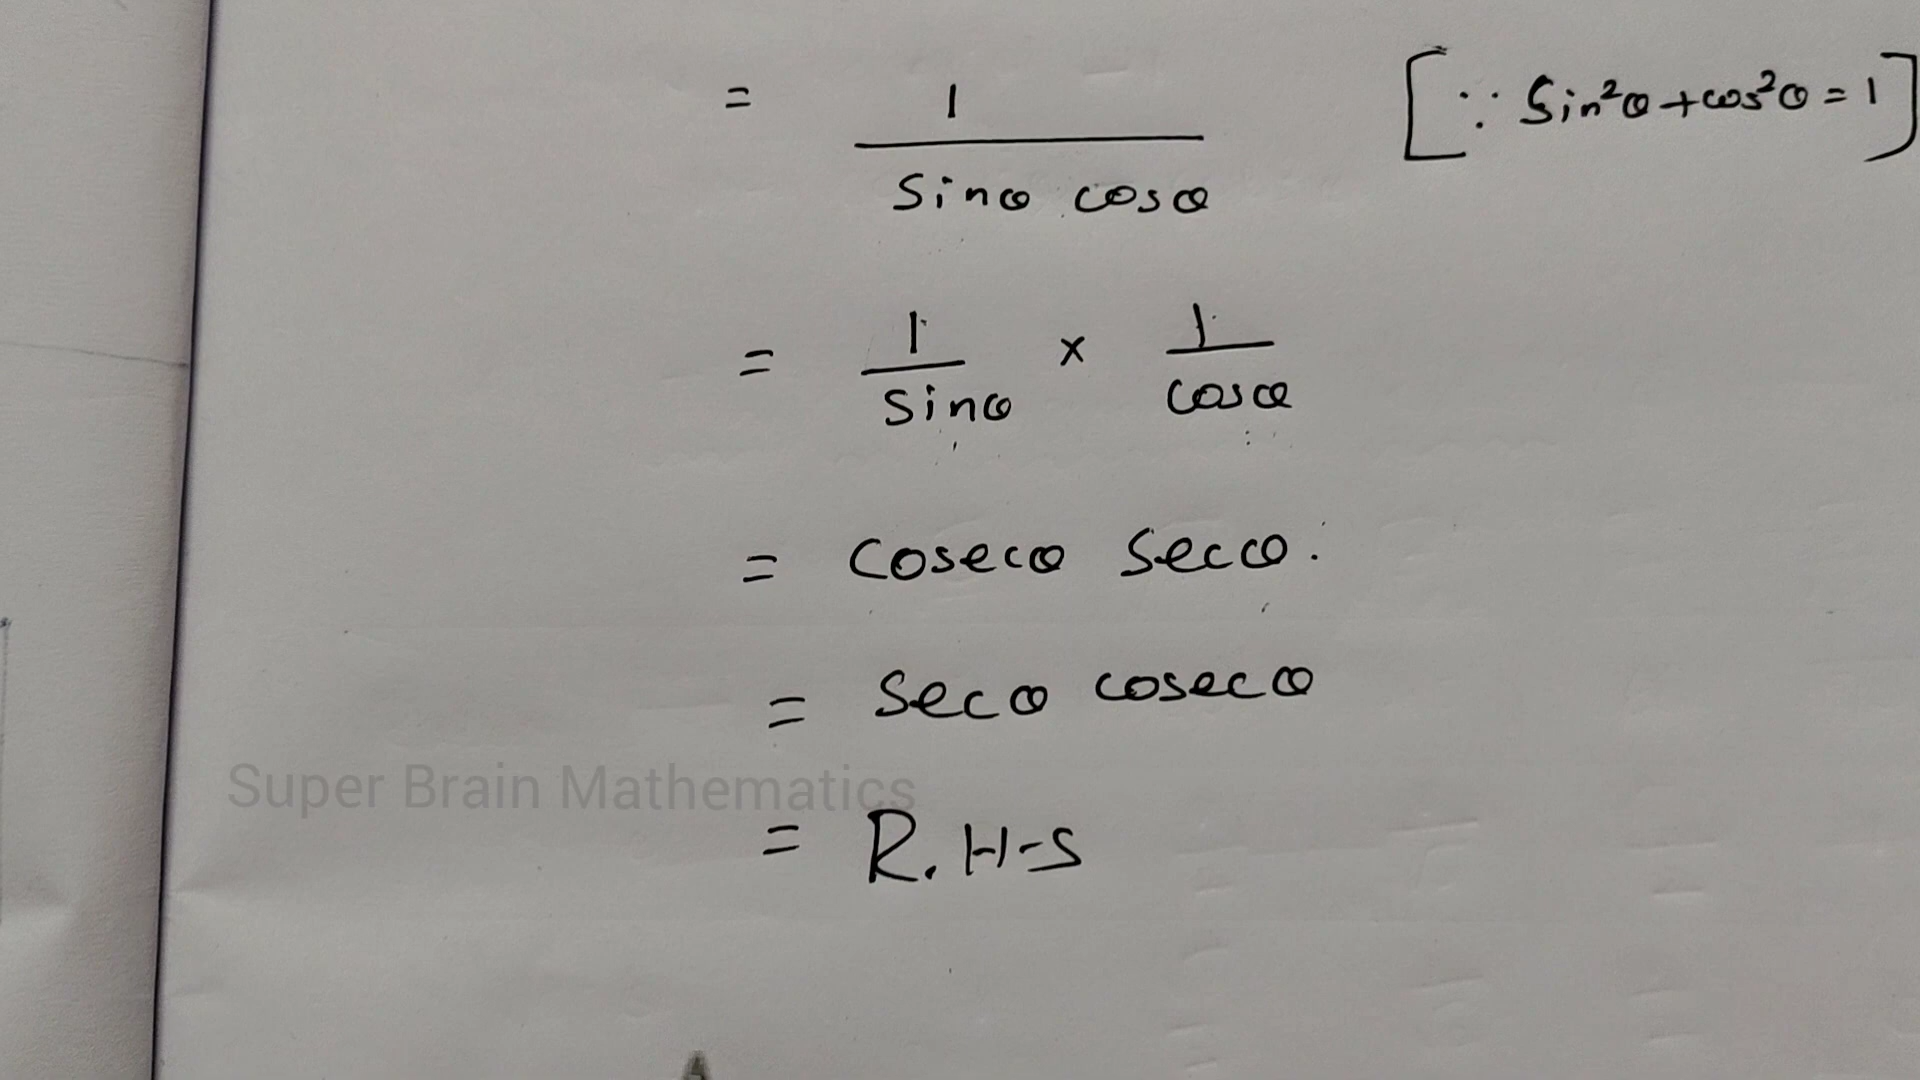 = 1 / Sinθ cosθ [∵ Sin²θ + cos²θ = 1]
= 1/Sinθ × 1/cosθ
= Cosecθ Secθ.
= Secθ cosecθ
Super Brain Mathematics
= R.H.S